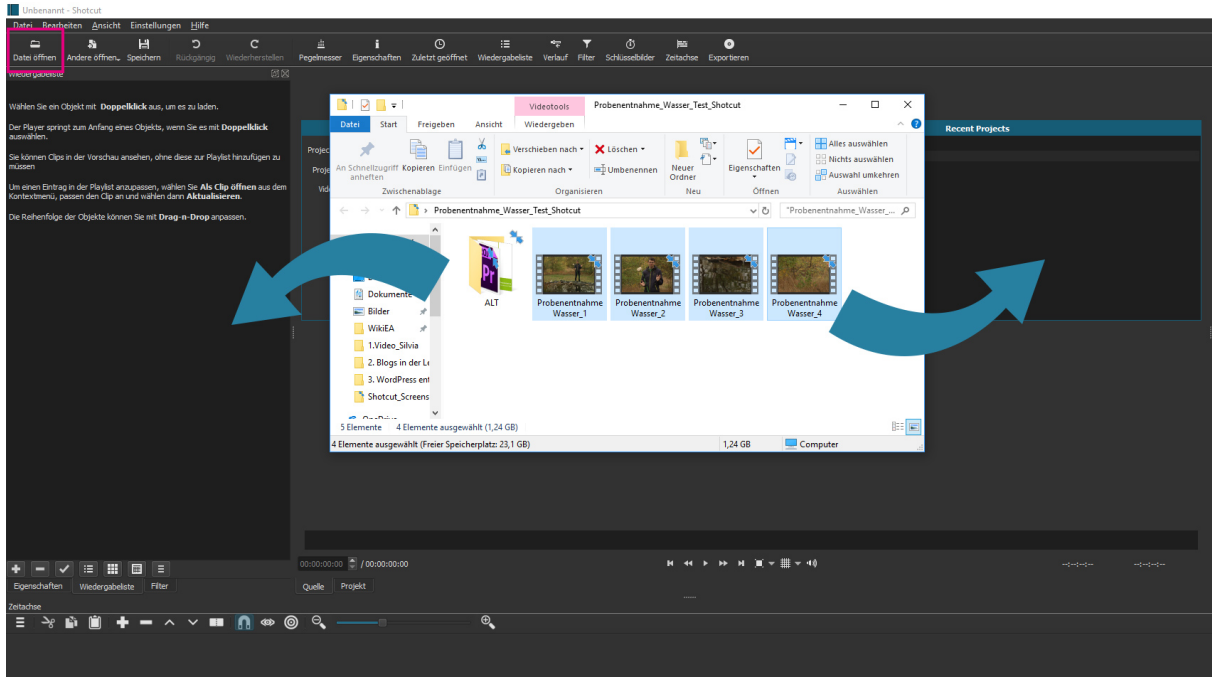 Unbenannt - Shotcut
Datei Bearbeiten Ansicht Einstellungen Hilfe
Datei öffnen Andere öffnen Speichern Rückgängig Wiederherstellen Pegelmesser Eigenschaften Zuletzt geöffnet Wiedergabeliste Verlauf Filter Schlüsselbilder Zeitachse Exportieren
Wiedergabeliste
Wählen Sie ein Objekt mit Doppelklick aus, um es zu laden.
Der Player springt zum Anfang eines Objekts, wenn Sie es mit Doppelklick
auswählen.
Sie können Clips in der Vorschau ansehen, ohne diese zur Playlist hinzufügen zu
müssen
Um einen Eintrag in der Playlist anzupassen, wählen Sie Als Clip öffnen aus dem
Kontextmenü, passen den Clip an und wählen dann Aktualisieren.
Die Reihenfolge der Objekte können Sie mit Drag-n-Drop anpassen.
Projec
Proje
Vid
Recent Projects
Videotools Probenentnahme_Wasser_Test_Shotcut
Datei Start Freigeben Ansicht Wiedergeben
An Schnellzugriff
anheften
Kopieren Einfügen
Zwischenablage
Verschieben nach
Kopieren nach
Löschen
Umbenennen
Organisieren
Neuer
Ordner
Neu
Eigenschaften
Öffnen
Alles auswählen
Nichts auswählen
Auswahl umkehren
Auswählen
Probenentnahme_Wasser_Test_Shotcut
"Probenentnahme_Wasser_...
Dokumente
Bilder
WikiEA
1.Video_Silvia
2. Blogs in der Le
3. WordPress ent
Shotcut_Screens
OneDrive
Pr
ALT
Probenentnahme
Wasser_1
Probenentnahme
Wasser_2
Probenentnahme
Wasser_3
Probenentnahme
Wasser_4
5 Elemente 4 Elemente ausgewählt (1,24 GB)
4 Elemente ausgewählt (Freier Speicherplatz: 23,1 GB) 1,24 GB Computer
00:00:00:00 / 00:00:00:00 --:--:--:-- --:--:--:--
Eigenschaften Wiedergabeliste Filter Quelle Projekt
Zeitachse